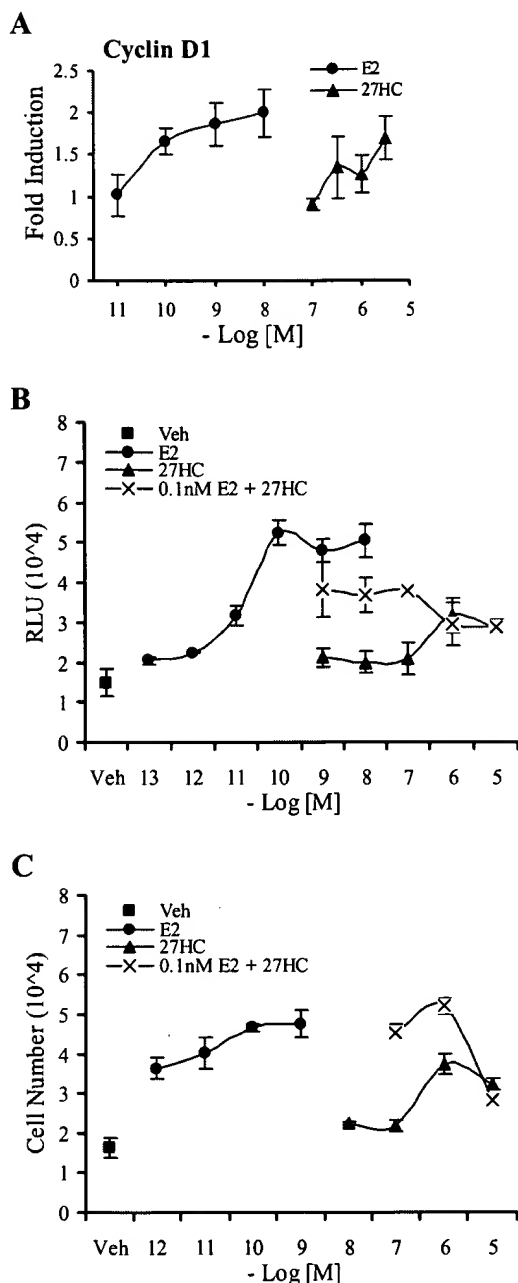 A
Cyclin D1
E2
27HC
Fold Induction
2.5
2
1.5
1
0.5
0
11 10 9 8 7 6 5
- Log [M]
B
Veh
E2
27HC
0.1nM E2 + 27HC
RLU (10^4)
8
7
6
5
4
3
2
1
0
Veh 13 12 11 10 9 8 7 6 5
- Log [M]
C
Veh
E2
27HC
0.1nM E2 + 27HC
Cell Number (10^4)
8
7
6
5
4
3
2
1
0
Veh 12 11 10 9 8 7 6 5
- Log [M]